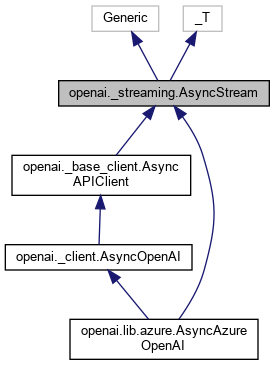 Generic
_T
openai._streaming.AsyncStream
openai._base_client.Async
APIClient
openai._client.AsyncOpenAI
openai.lib.azure.AsyncAzure
OpenAI